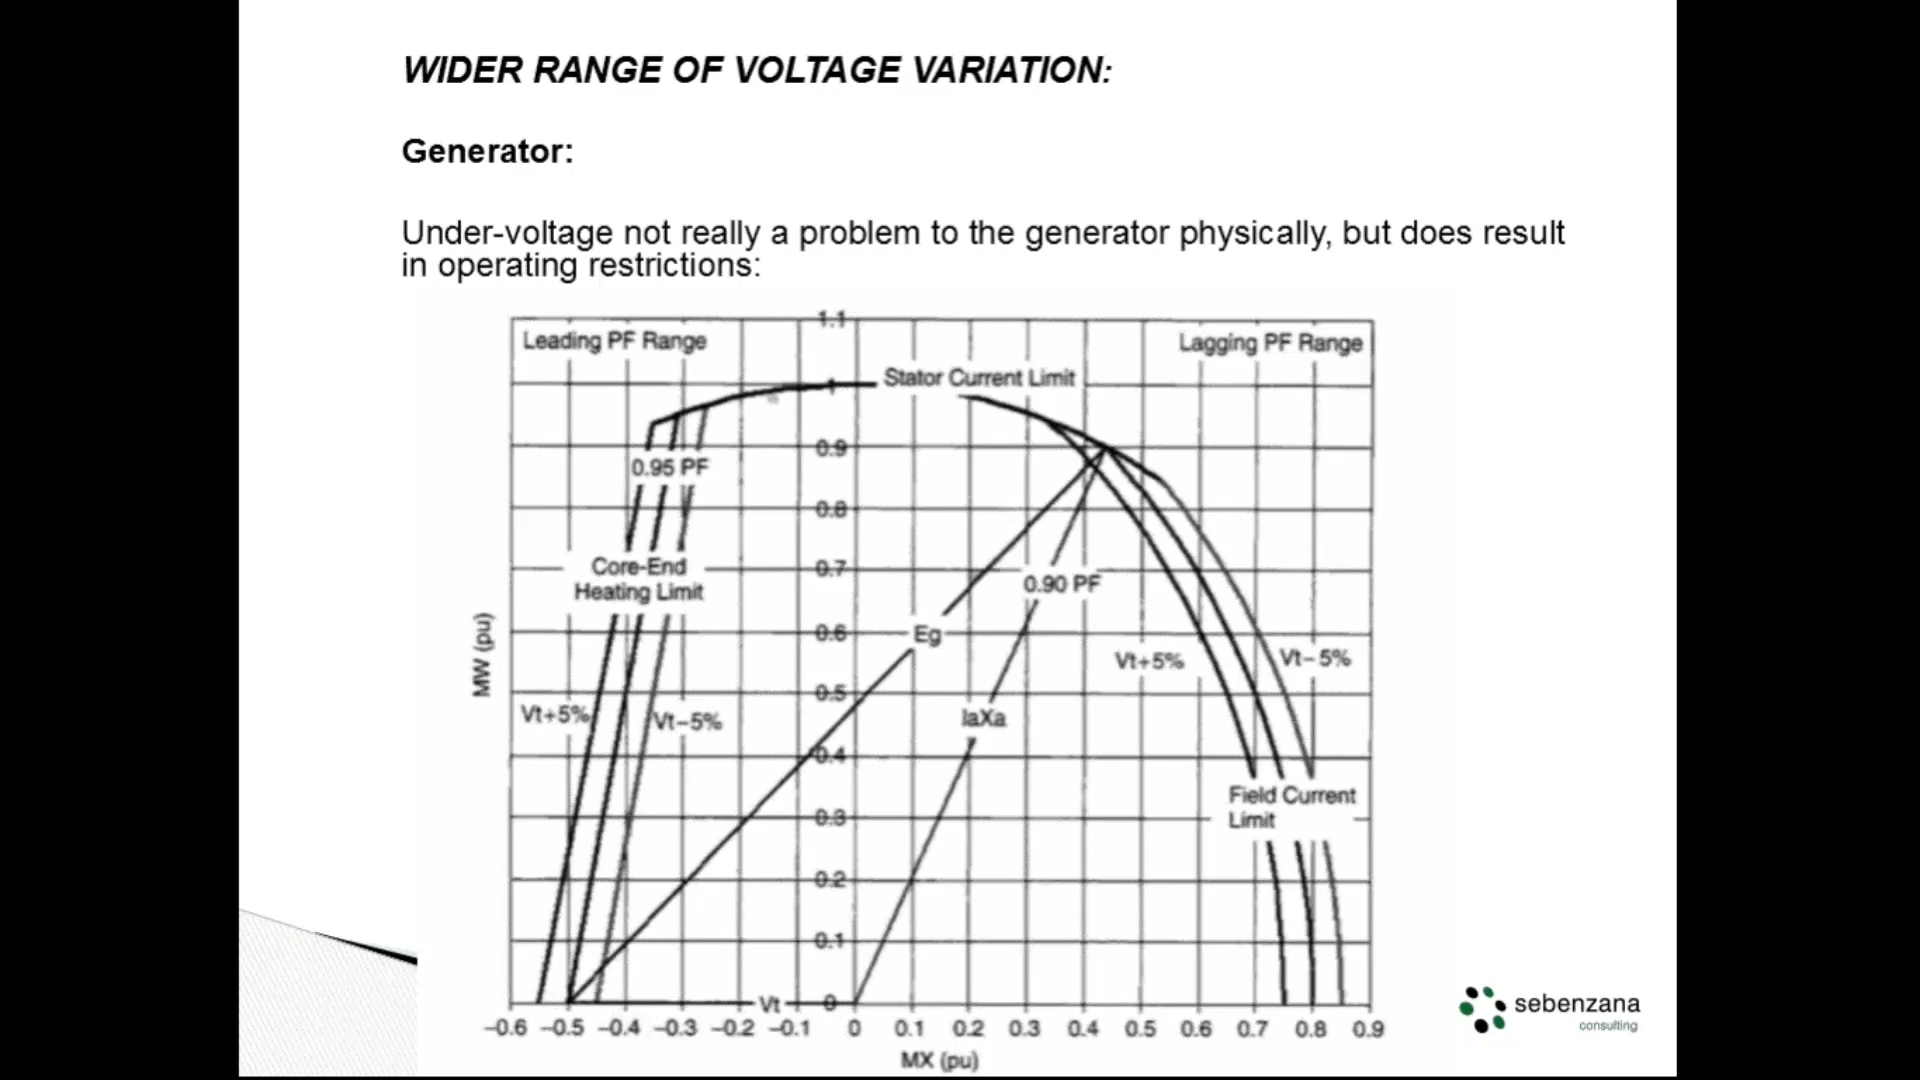 WIDER RANGE OF VOLTAGE VARIATION:
Generator:
Under-voltage not really a problem to the generator physically, but does result
in operating restrictions:
1.1
Leading PF Range
Lagging PF Range
1
Stator Current Limit
0.9
0.95 PF
0.8
Core-End
Heating Limit
0.7
0.90 PF
0.6
Eg
MW (pu)
Vt+5%
Vt-5%
0.5
Vt+5%
Vt-5%
IaXa
0.4
Field Current
Limit
0.3
0.2
0.1
Vt
0
-0.6 -0.5 -0.4 -0.3 -0.2 -0.1 0 0.1 0.2 0.3 0.4 0.5 0.6 0.7 0.8 0.9
MX (pu)
sebenzana
consulting